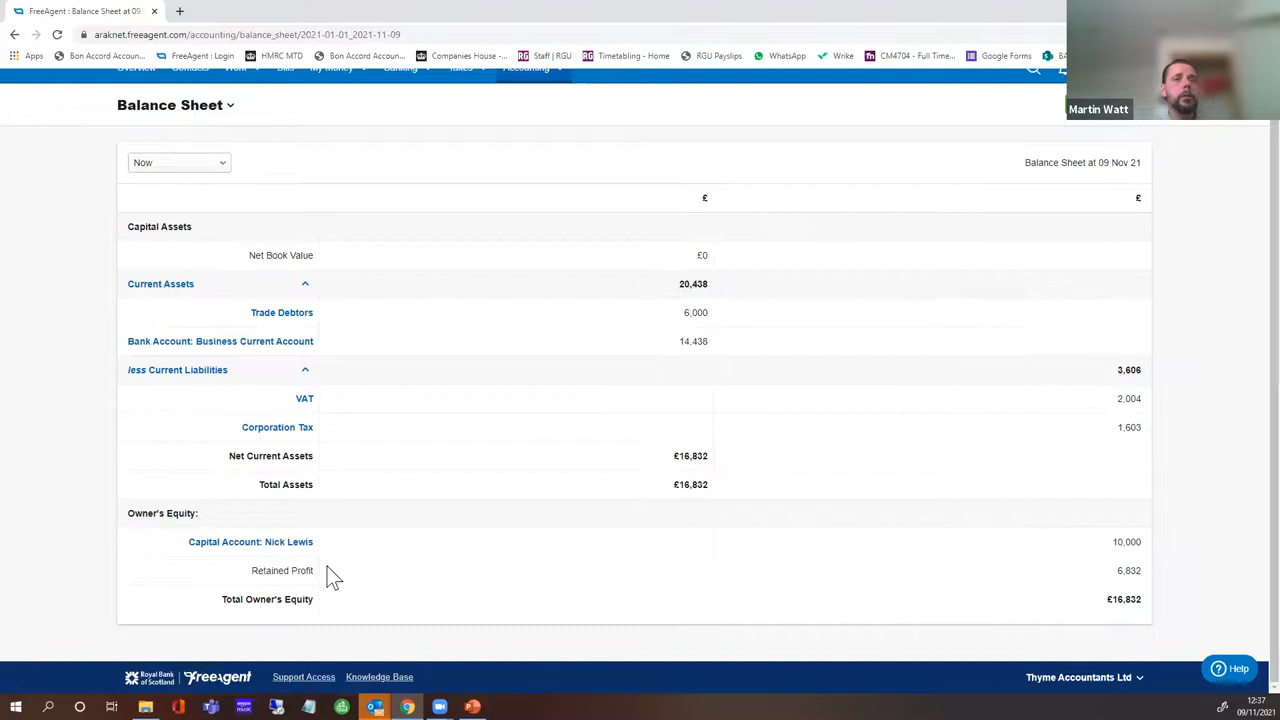 FreeAgent : Balance Sheet at 09
araknet.freeagent.com/accounting/balance_sheet/2021-01-01_2021-11-09
Apps Bon Accord Accoun... FreeAgent : Login HMRC MTD Bon Accord Accoun... Companies House -... Staff | RGU Timetabling - Home RGU Payslips WhatsApp Wrike CM4704 - Full Time... Google Forms
Martin Watt
Balance Sheet
Now
Balance Sheet at 09 Nov 21
£ £
Capital Assets
Net Book Value £0
Current Assets 20,438
Trade Debtors 6,000
Bank Account: Business Current Account 14,438
less Current Liabilities 3,606
VAT 2,004
Corporation Tax 1,603
Net Current Assets £16,832
Total Assets £16,832
Owner's Equity:
Capital Account: Nick Lewis 10,000
Retained Profit 6,832
Total Owner's Equity £16,832
Help
Royal Bank of Scotland FreeAgent Support Access Knowledge Base Thyme Accountants Ltd
12:37
09/11/2021